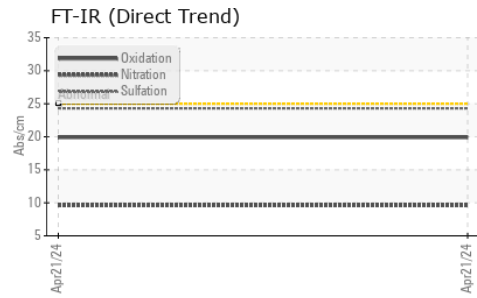 FT-IR (Direct Trend)
35
30
25
20
15
10
5
Abs/cm
Oxidation
Nitration
Sulfation
Abnormal
Apr21/24
Apr21/24